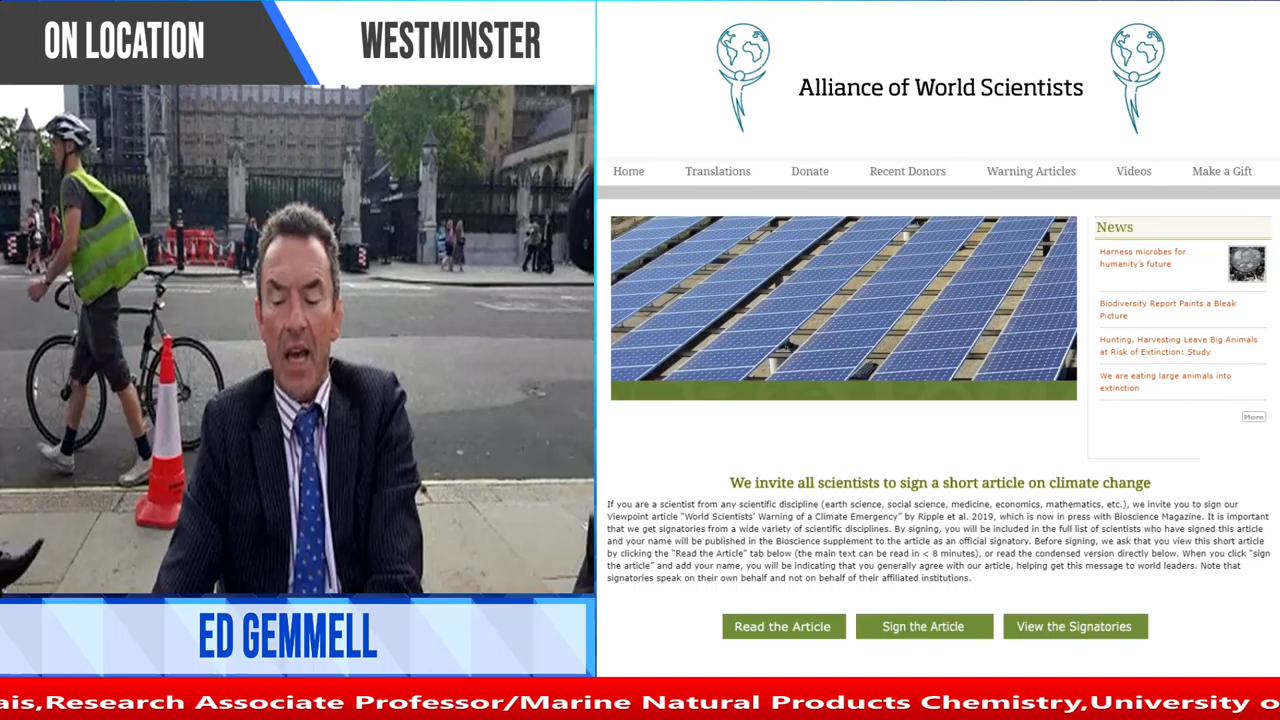 ON LOCATION
WESTMINSTER
Alliance of World Scientists
Home Translations Donate Recent Donors Warning Articles Videos Make a Gift
News
Harness microbes for
humanity's future
Biodiversity Report Paints a Bleak
Picture
Hunting, Harvesting Leave Big Animals
at Risk of Extinction: Study
We are eating large animals into
extinction
More
We invite all scientists to sign a short article on climate change
If you are a scientist from any scientific discipline (earth science, social science, medicine, economics, mathematics, etc.), we invite you to sign our
Viewpoint article "World Scientists' Warning of a Climate Emergency" by Ripple et al. 2019, which is now in press with Bioscience Magazine. It is important
that we get signatories from a wide variety of scientific disciplines. By signing, you will be included in the full list of scientists who have signed this article
and your name will be published in the Bioscience supplement to the article as an official signatory. Before signing, we ask that you view this short article
by clicking the "Read the Article" tab below (the main text can be read in < 8 minutes), or read the condensed version directly below. When you click "sign
the article" and add your name, you will be indicating that you generally agree with our article, helping get this message to world leaders. Note that
signatories speak on their own behalf and not on behalf of their affiliated institutions.
Read the Article Sign the Article View the Signatories
ED GEMMELL
ais,Research Associate Professor/Marine Natural Products Chemistry,University o